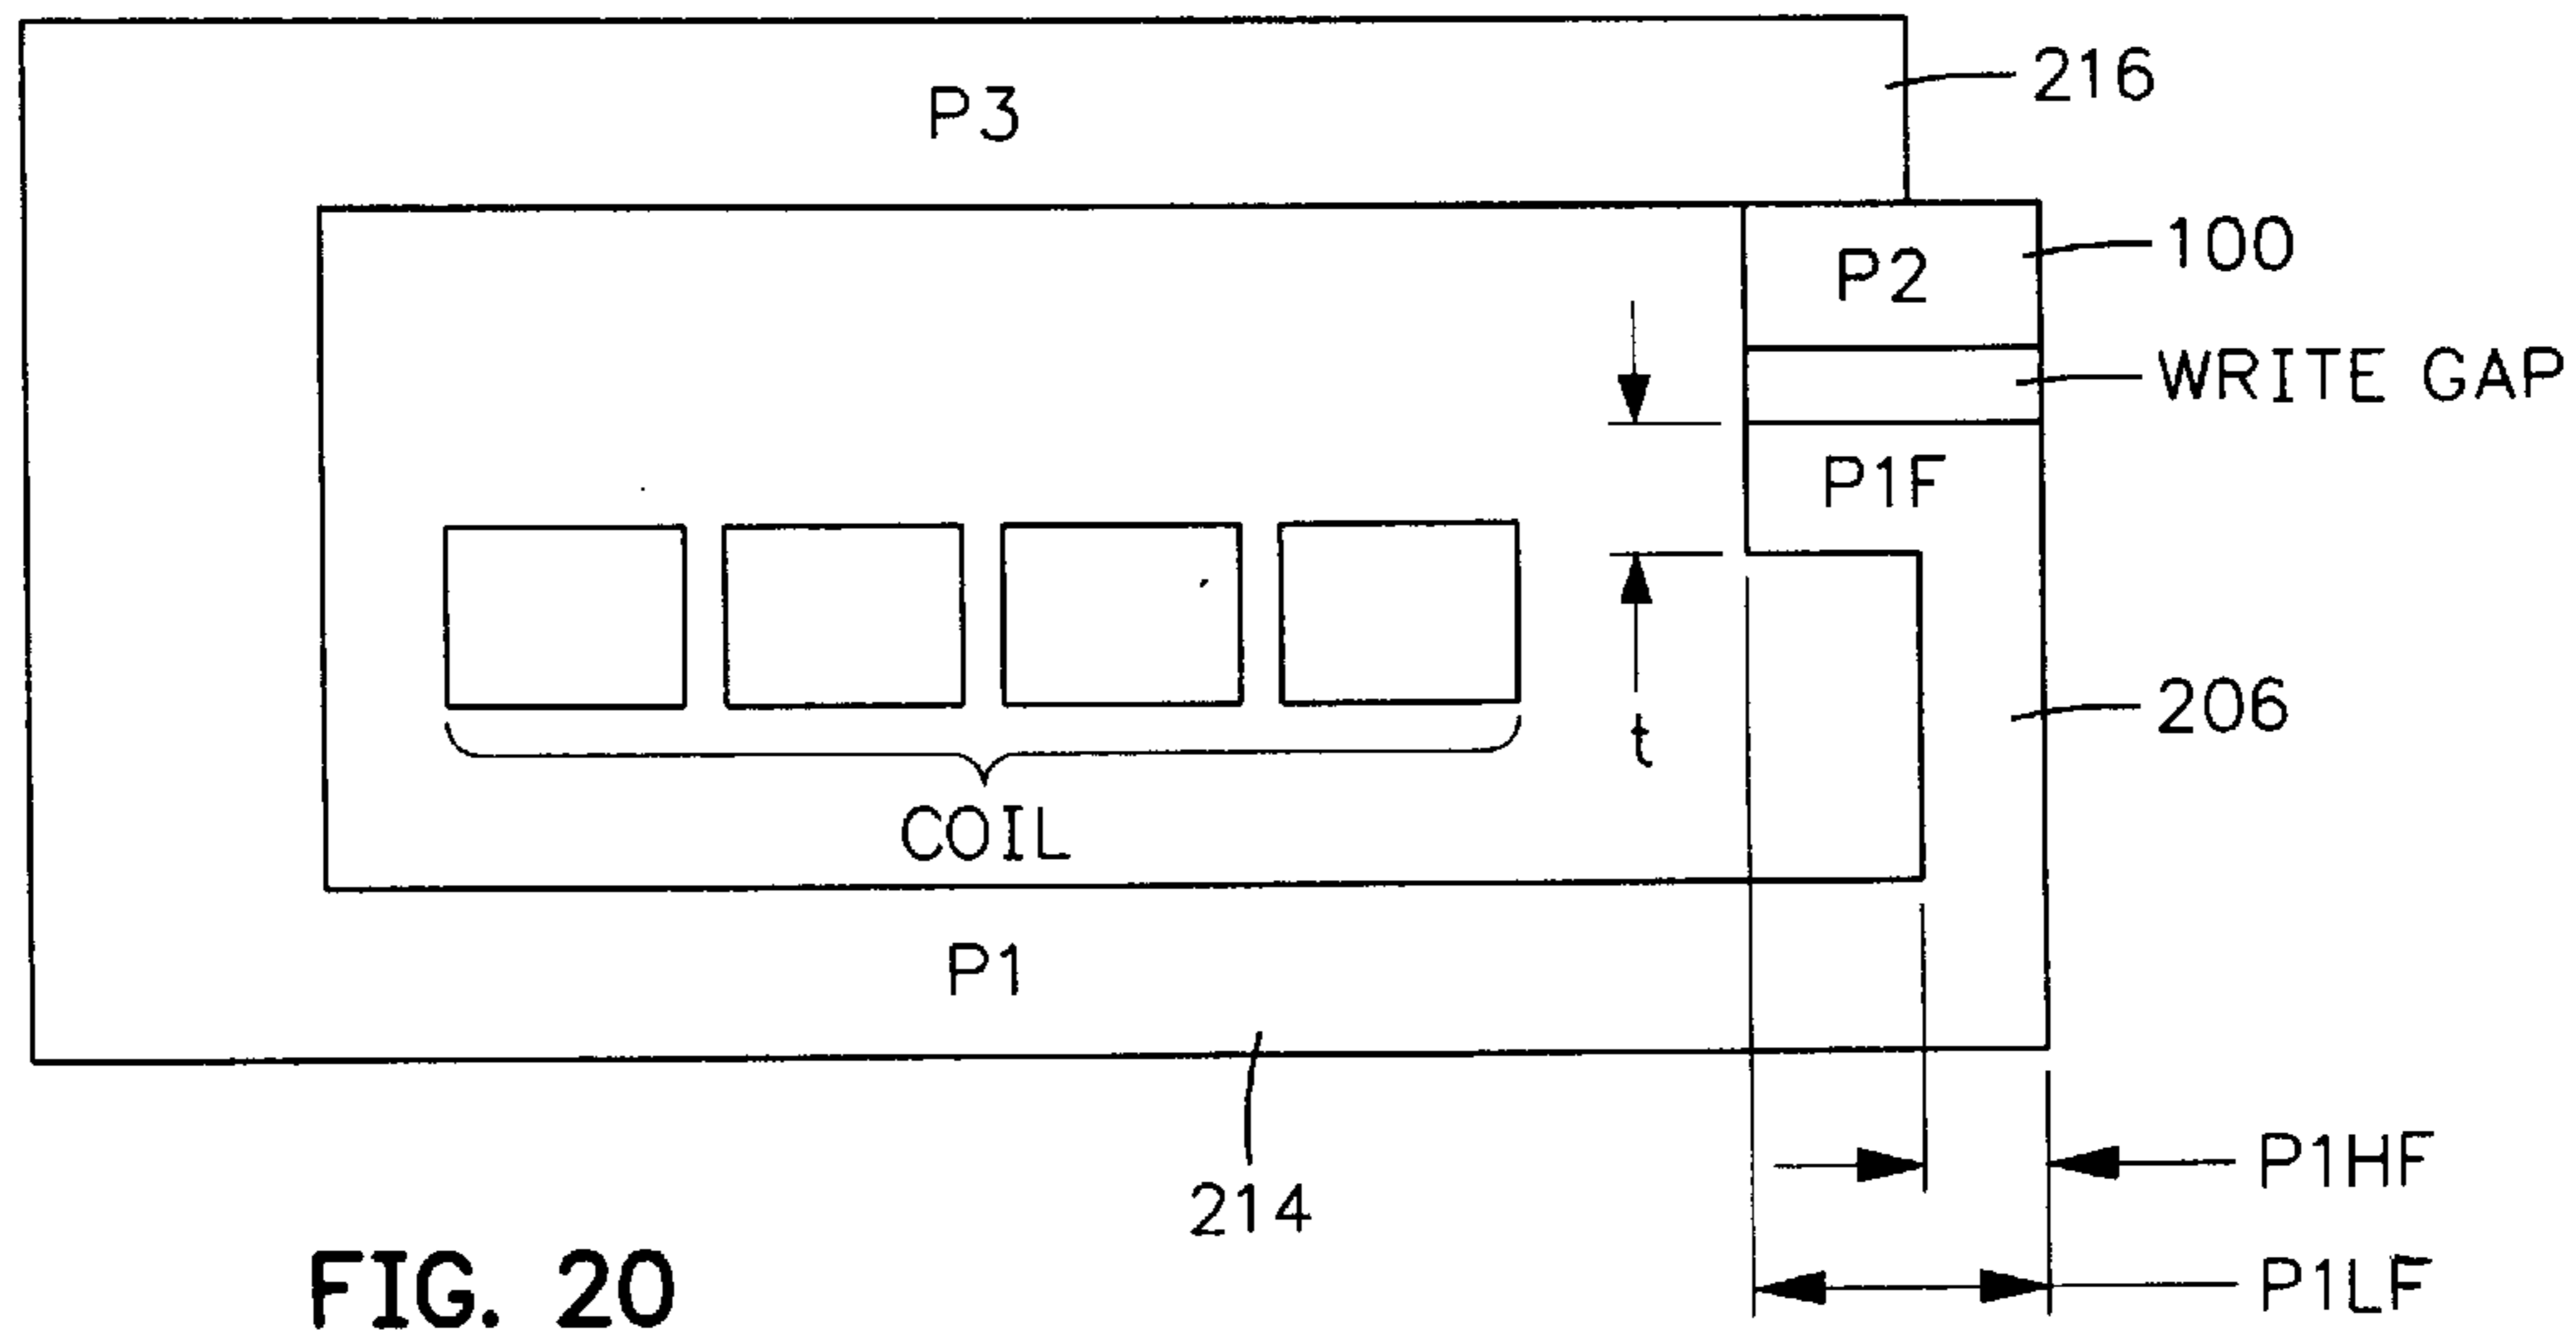 P3
216
P2
100
WRITE GAP
P1F
206
t
COIL
P1
214
P1HF
P1LF
FIG. 20